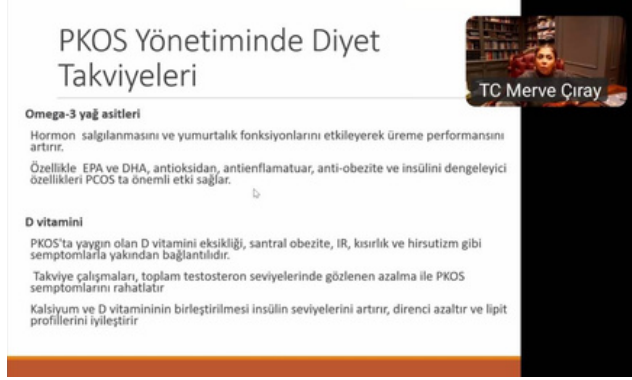 PKOS Yönetiminde Diyet
Takviyeleri
TC Merve Çıray
Omega-3 yağ asitleri
Hormon salgılanmasını ve yumurtalık fonksiyonlarını etkileyerek üreme performansını
artırır.
Özellikle EPA ve DHA, antioksidan, antienflamatuar, anti-obezite ve insülini dengeleyici
özellikleri PCOS ta önemli etki sağlar.
D vitamini
PKOS'ta yaygın olan D vitamini eksikliği, santral obezite, IR, kısırlık ve hirsutizm gibi
semptomlarla yakından bağlantılıdır.
Takviye çalışmaları, toplam testosteron seviyelerinde gözlenen azalma ile PKOS
semptomlarını rahatlatır
Kalsiyum ve D vitamininin birleştirilmesi insülin seviyelerini artırır, direnci azaltır ve lipit
profillerini iyileştirir